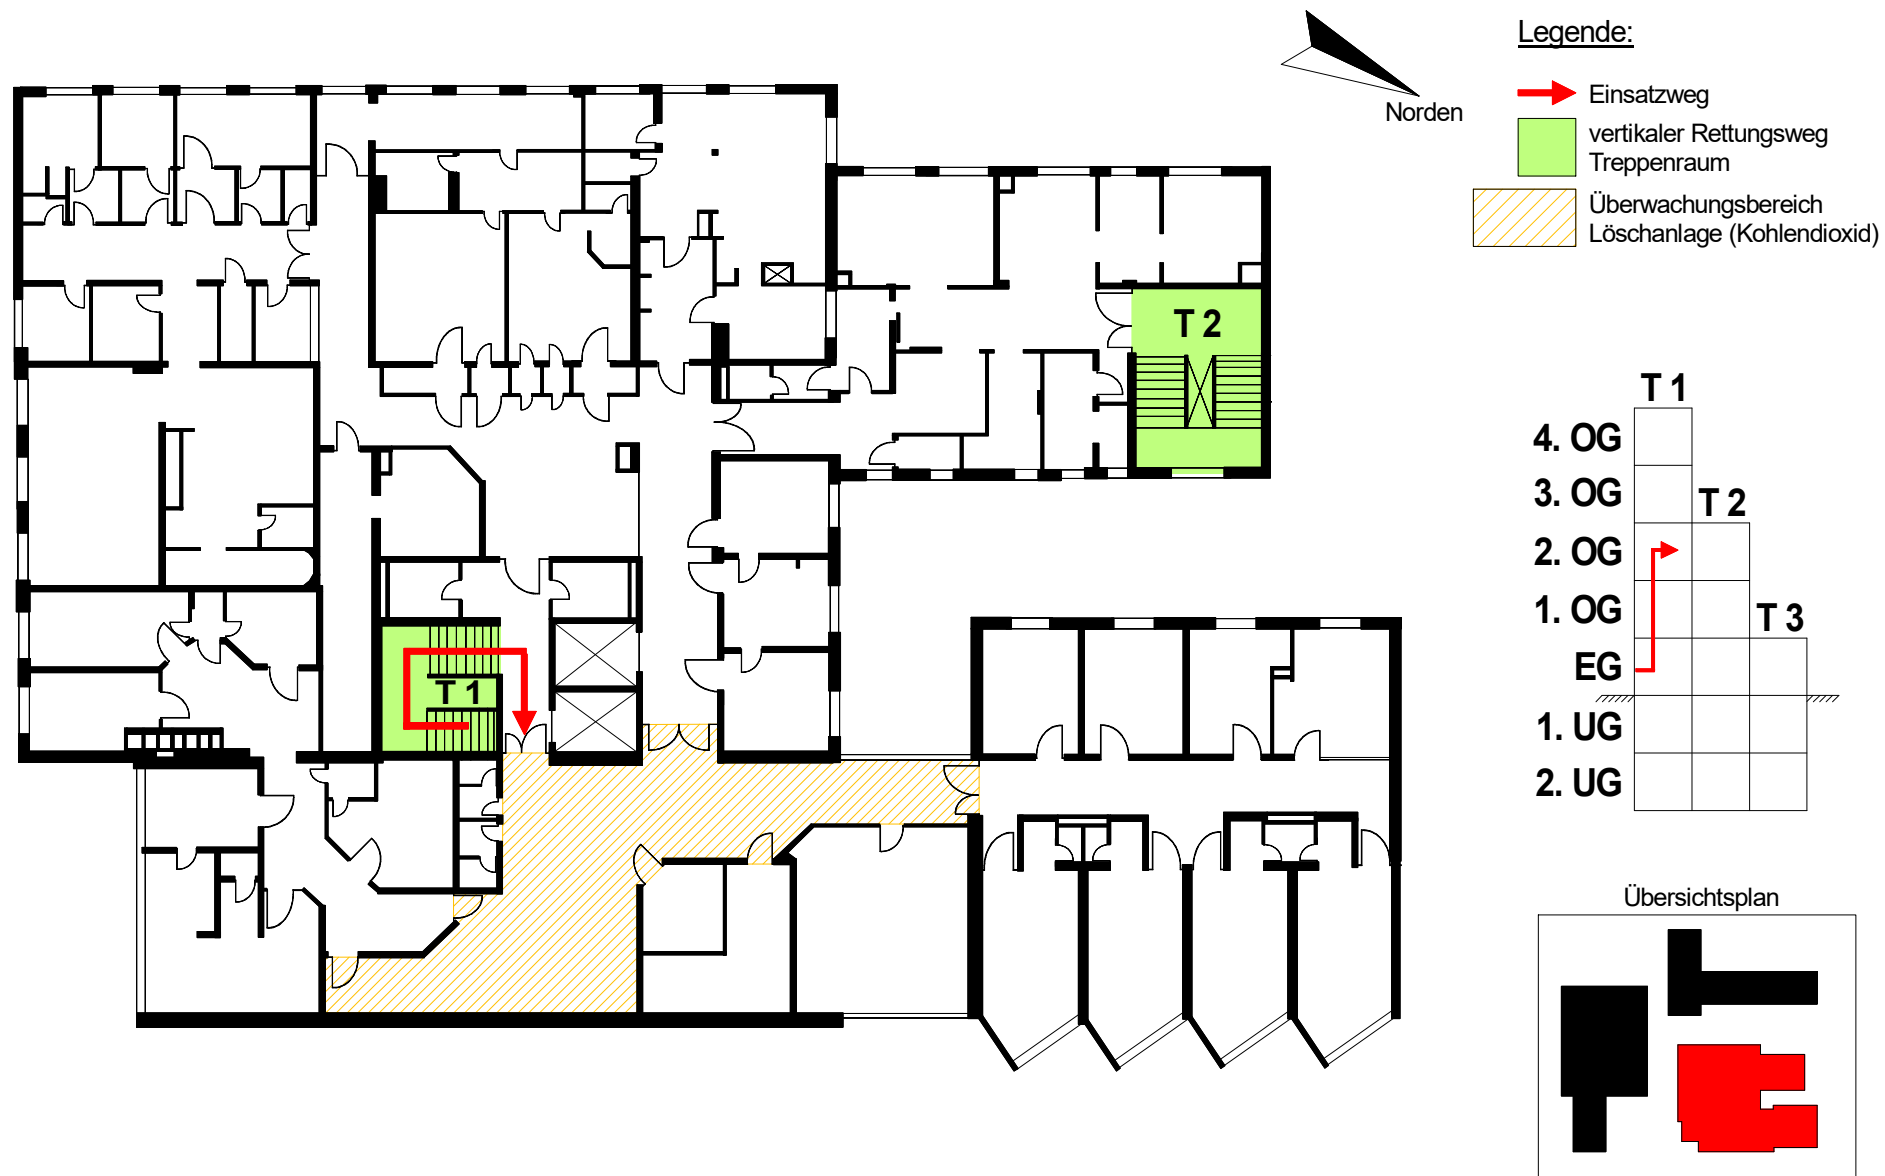 Legende:
Norden
Einsatzweg
vertikaler Rettungsweg
Treppenraum
Überwachungsbereich
Löschanlage (Kohlendioxid)
T 2
T 1
T 1
4. OG
3. OG
T 2
2. OG
1. OG
T 3
EG
1. UG
2. UG
Übersichtsplan